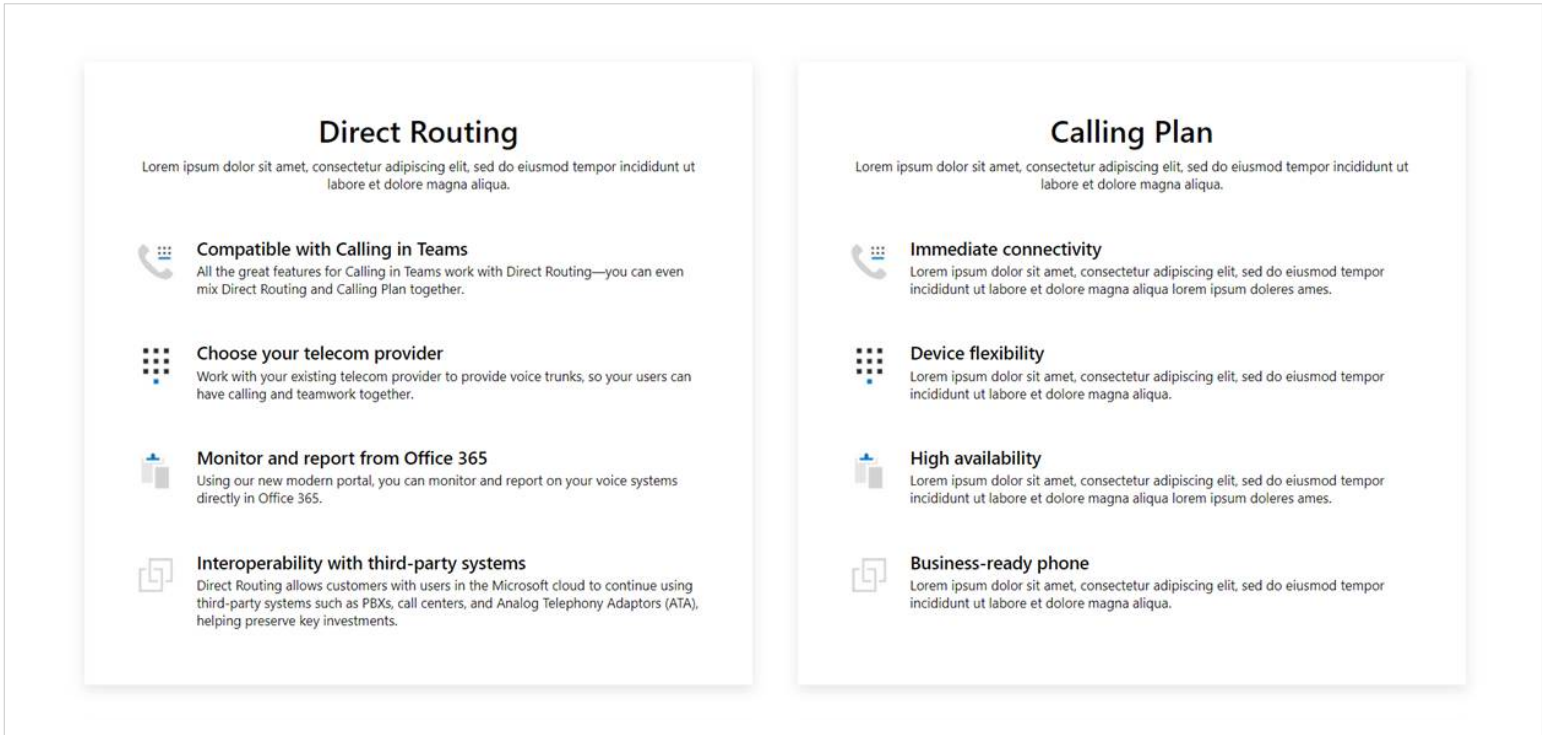 Direct Routing
Lorem ipsum dolor sit amet, consectetur adipiscing elit, sed do eiusmod tempor incididunt ut
labore et dolore magna aliqua.
Compatible with Calling in Teams
All the great features for Calling in Teams work with Direct Routing—you can even
mix Direct Routing and Calling Plan together.
Choose your telecom provider
Work with your existing telecom provider to provide voice trunks, so your users can
have calling and teamwork together.
Monitor and report from Office 365
Using our new modern portal, you can monitor and report on your voice systems
directly in Office 365.
Interoperability with third-party systems
Direct Routing allows customers with users in the Microsoft cloud to continue using
third-party systems such as PBXs, call centers, and Analog Telephony Adaptors (ATA),
helping preserve key investments.
Calling Plan
Lorem ipsum dolor sit amet, consectetur adipiscing elit, sed do eiusmod tempor incididunt ut
labore et dolore magna aliqua.
Immediate connectivity
Lorem ipsum dolor sit amet, consectetur adipiscing elit, sed do eiusmod tempor
incididunt ut labore et dolore magna aliqua lorem ipsum doleres ames.
Device flexibility
Lorem ipsum dolor sit amet, consectetur adipiscing elit, sed do eiusmod tempor
incididunt ut labore et dolore magna aliqua.
High availability
Lorem ipsum dolor sit amet, consectetur adipiscing elit, sed do eiusmod tempor
incididunt ut labore et dolore magna aliqua lorem ipsum doleres ames.
Business-ready phone
Lorem ipsum dolor sit amet, consectetur adipiscing elit, sed do eiusmod tempor
incididunt ut labore et dolore magna aliqua.